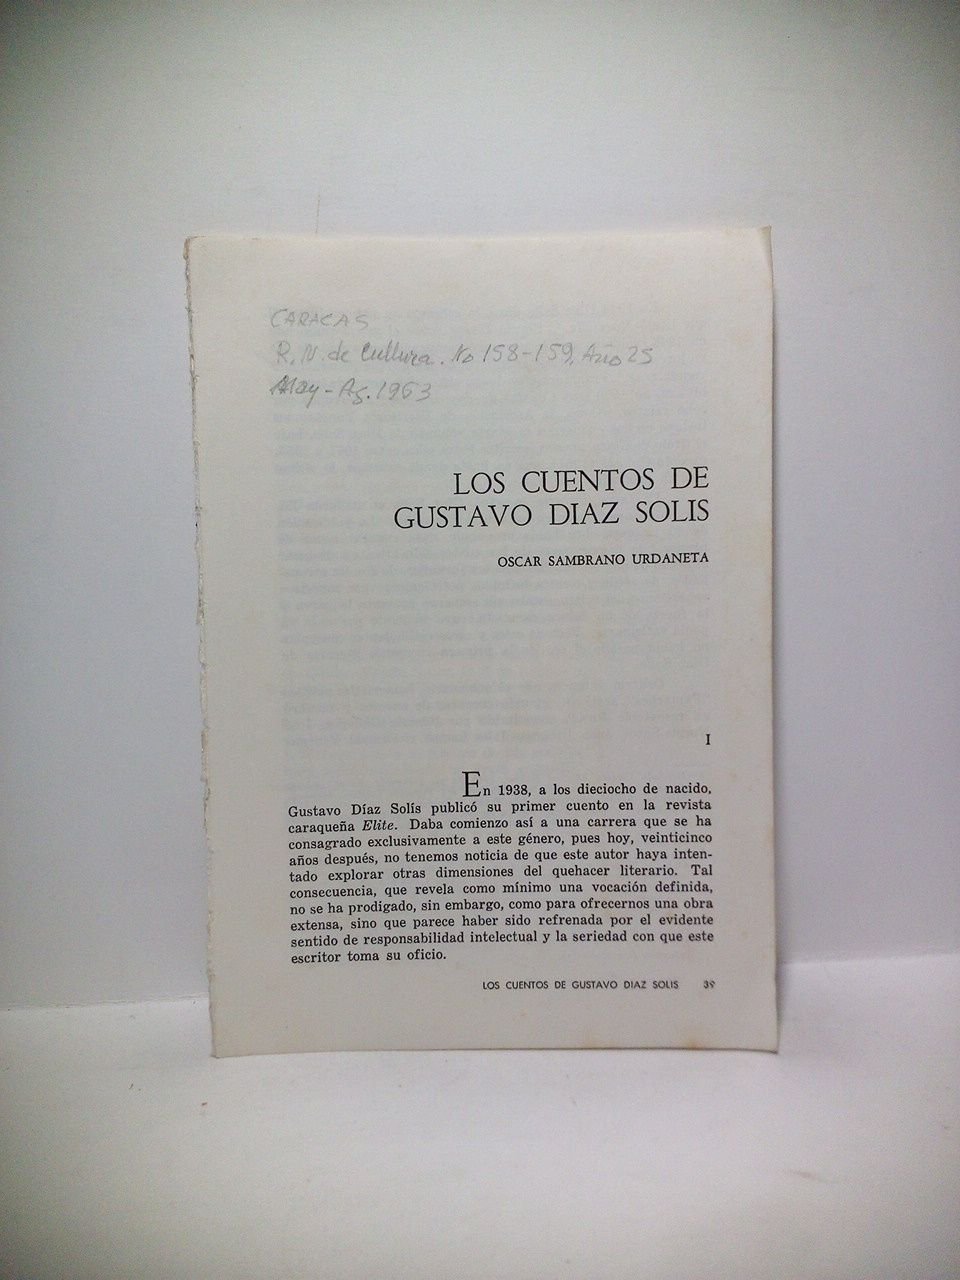 CARACAS
R. N. de Cultura. No 158-159, Año 25
May - Ag. 1963
LOS CUENTOS DE
GUSTAVO DIAZ SOLIS
OSCAR SAMBRANO URDANETA
I
En 1938, a los dieciocho de nacido,
Gustavo Díaz Solís publicó su primer cuento en la revista
caraqueña Elite. Daba comienzo así a una carrera que se ha
consagrado exclusivamente a este género, pues hoy, veinticinco
años después, no tenemos noticia de que este autor haya inten-
tado explorar otras dimensiones del quehacer literario. Tal
consecuencia, que revela como mínimo una vocación definida,
no se ha prodigado, sin embargo, como para ofrecernos una obra
extensa, sino que parece haber sido refrenada por el evidente
sentido de responsabilidad intelectual y la seriedad con que este
escritor toma su oficio.
LOS CUENTOS DE GUSTAVO DIAZ SOLIS 39